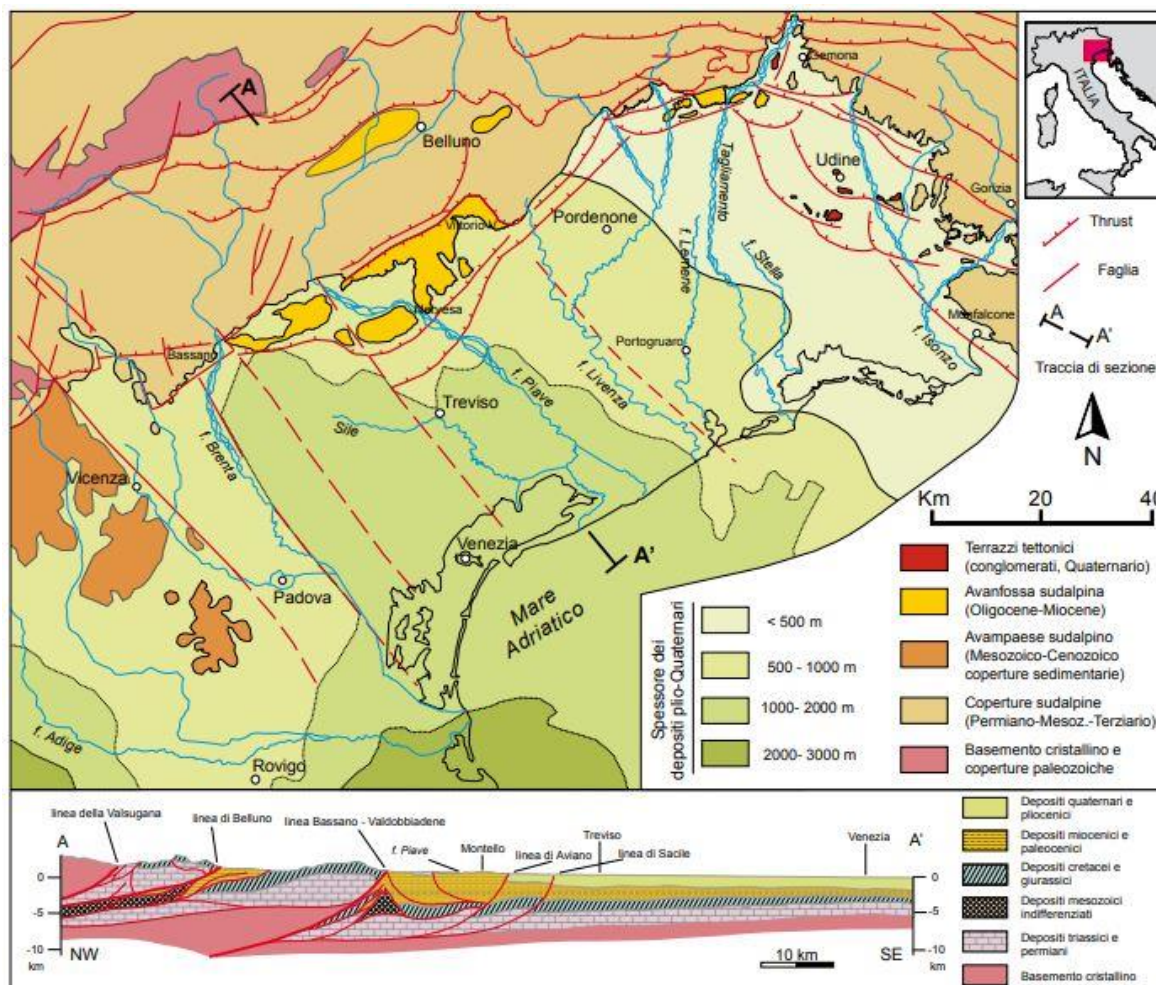 A
Belluno
Gemona
Udine
Gorizia
Tagliamento
Pordenone
Vittorio V.
f. Lemene
f. Stella
Nervesa
Monfalcone
f. Isonzo
Portogruaro
Bassano
f. Piave
f. Livenza
Treviso
Sile
f. Brenta
Vicenza
Venezia
A'
Padova
Mare
Adriatico
f. Adige
Rovigo
ITALIA
Thrust
Faglia
A
A'
Traccia di sezione
N
Km 20 40
Terrazzi tettonici
(conglomerati, Quaternario)
Avanfossa sudalpina
(Oligocene-Miocene)
Avampaese sudalpino
(Mesozoico-Cenozoico
coperture sedimentarie)
Coperture sudalpine
(Permiano-Mesoz.-Terziario)
Basemento cristallino e
coperture paleozoiche
Spessore dei
depositi plio-Quaternari
< 500 m
500 - 1000 m
1000- 2000 m
2000- 3000 m
linea della Valsugana
linea di Belluno
linea Bassano - Valdobbiadene
f. Piave
Montello
linea di Aviano
Treviso
linea di Sacile
Venezia
A
A'
0
-5
-10
km
NW
0
-5
-10
km
SE
10 km
Depositi quaternari e
pliocenici
Depositi miocenici e
paleocenici
Depositi cretacei e
giurassici
Depositi mesozoici
indifferenziati
Depositi triassici e
permiani
Basemento cristallino